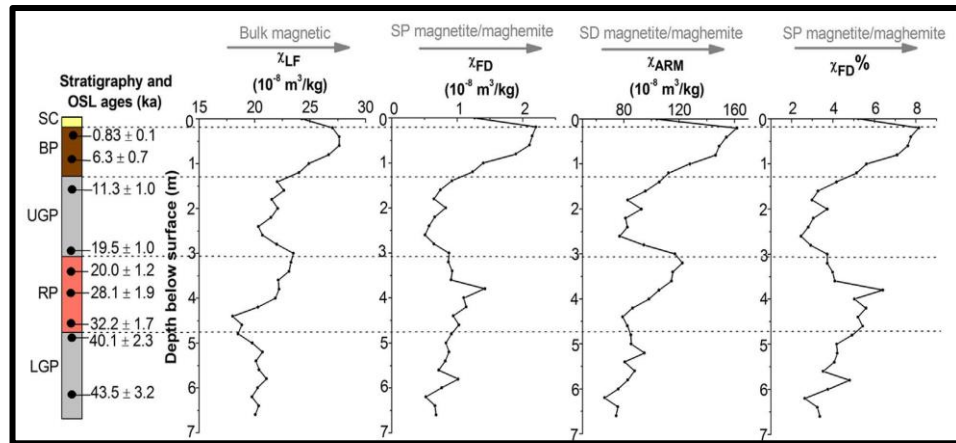 Bulk magnetic
SP magnetite/maghemite
SD magnetite/maghemite
SP magnetite/maghemite
χLF
(10⁻⁸ m³/kg)
χFD
(10⁻⁸ m³/kg)
χARM
(10⁻⁸ m³/kg)
χFD%
Stratigraphy and
OSL ages (ka)
15 20 25 30
0 1 2
80 120 160
2 4 6 8
SC
BP
UGP
RP
LGP
0.83 ± 0.1
6.3 ± 0.7
11.3 ± 1.0
19.5 ± 1.0
20.0 ± 1.2
28.1 ± 1.9
32.2 ± 1.7
40.1 ± 2.3
43.5 ± 3.2
Depth below surface (m)
0
1
2
3
4
5
6
7
0
1
2
3
4
5
6
7
0
1
2
3
4
5
6
7
0
1
2
3
4
5
6
7